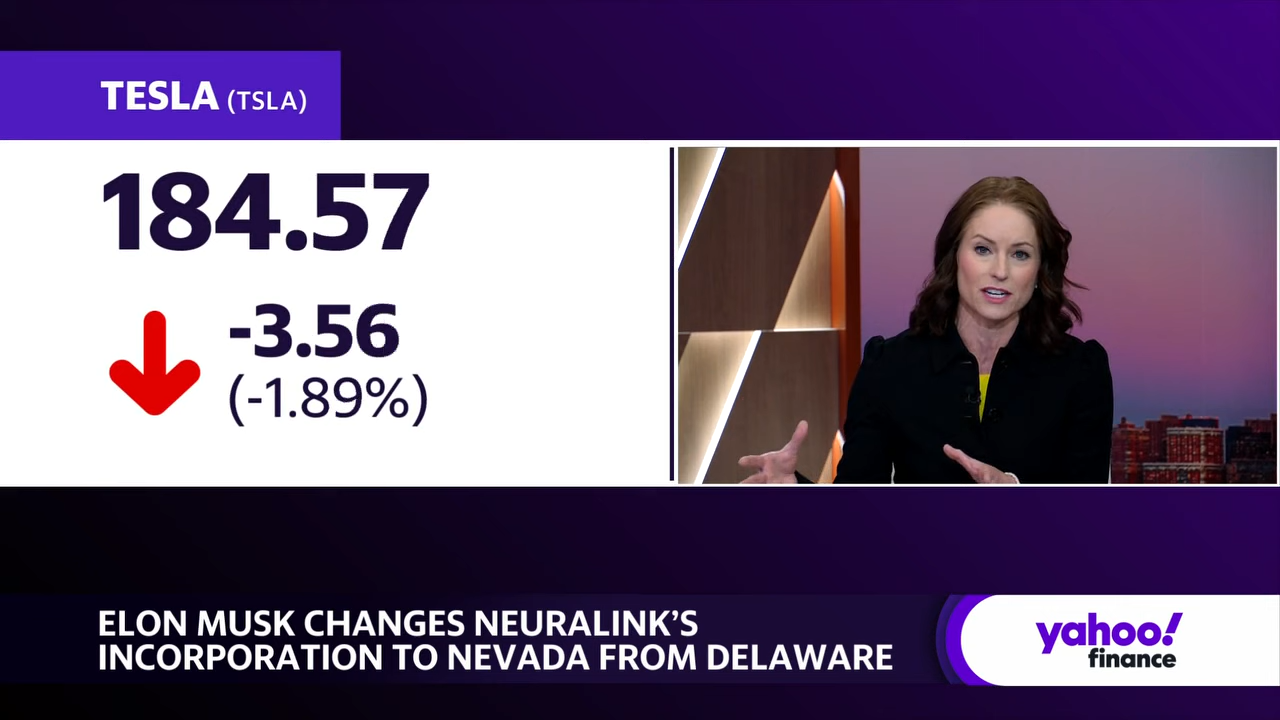 TESLA (TSLA)
184.57
-3.56
(-1.89%)
ELON MUSK CHANGES NEURALINK'S
INCORPORATION TO NEVADA FROM DELAWARE
yahoo!
finance